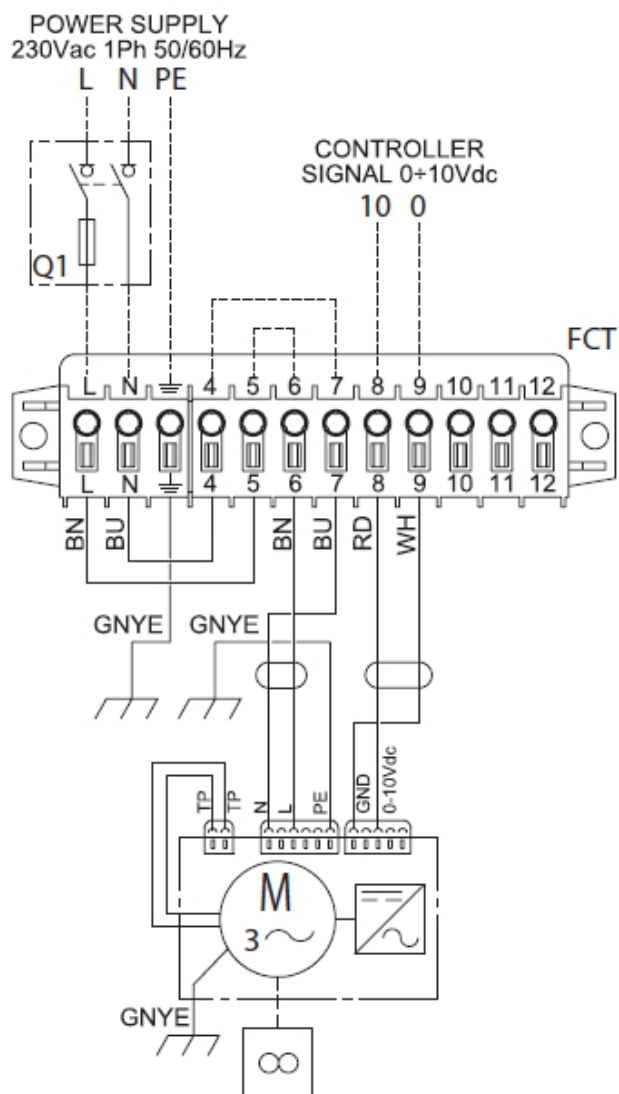 POWER SUPPLY
230Vac 1Ph 50/60Hz
L N PE
CONTROLLER
SIGNAL 0÷10Vdc
10 0
Q1
FCT
L N 4 5 6 7 8 9 10 11 12
L N 4 5 6 7 8 9 10 11 12
BN BU BN BU RD WH
GNYE GNYE
TP TP N L PE GND 0-10Vdc
M
3
GNYE